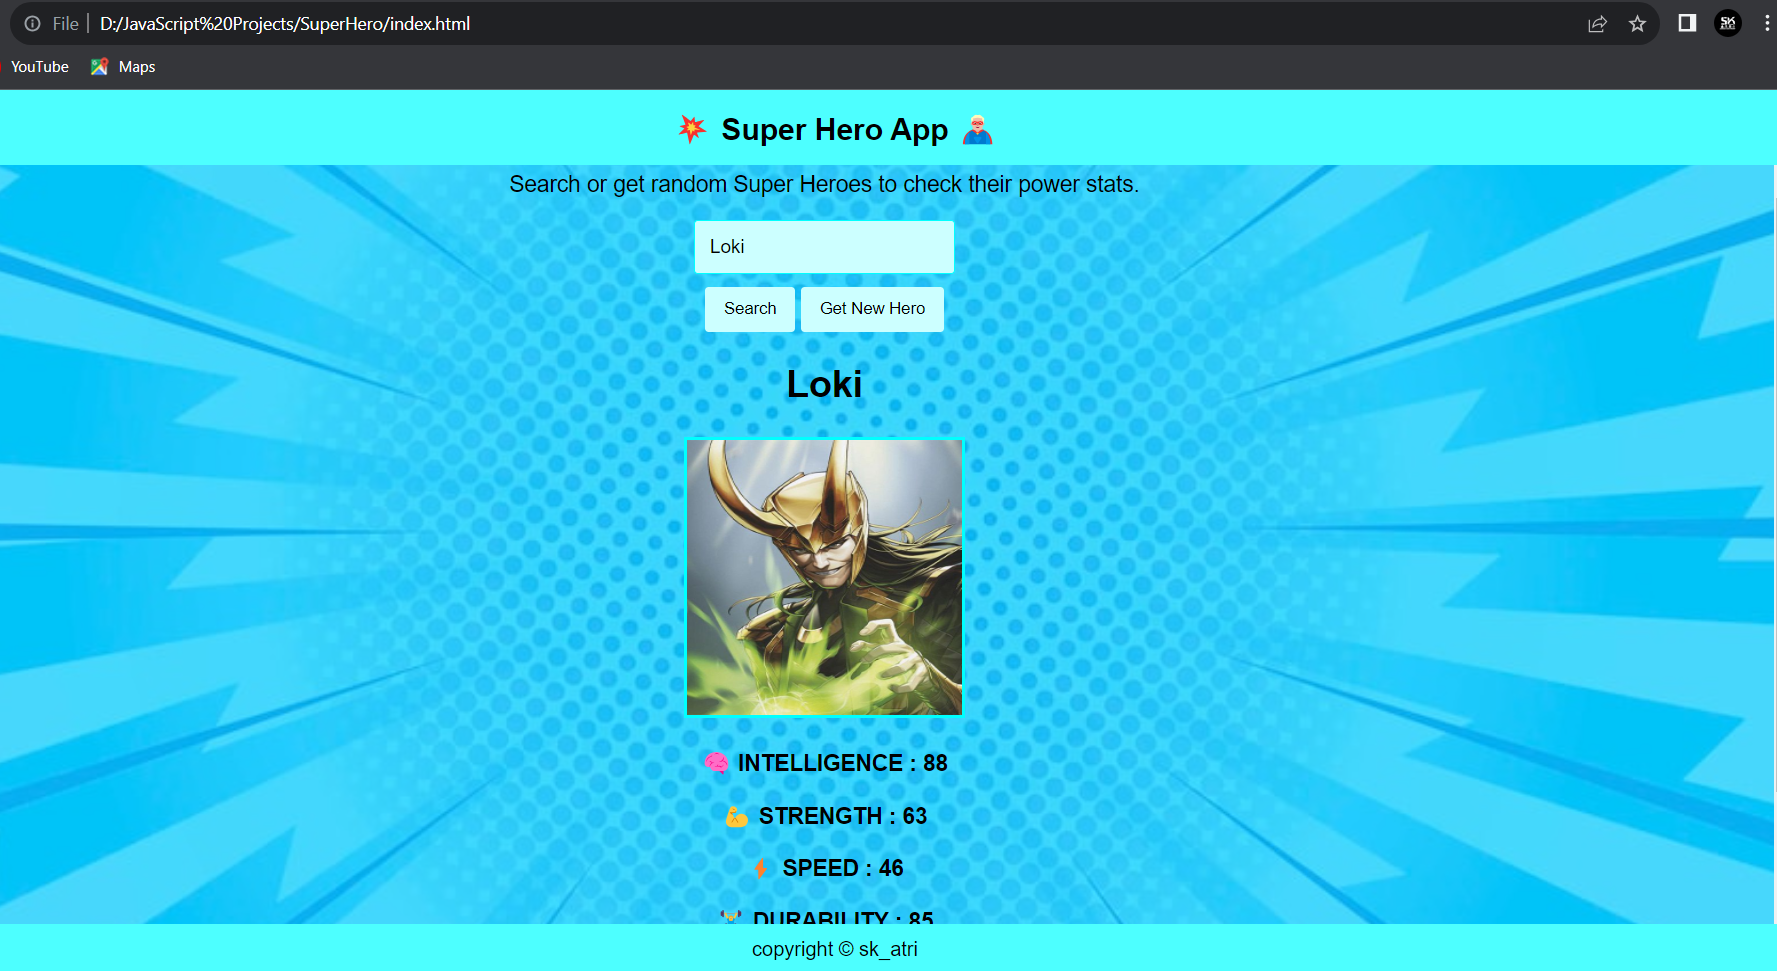 File | D:/JavaScript%20Projects/SuperHero/index.html
SK
YouTube Maps
💥 Super Hero App 🦸
Search or get random Super Heroes to check their power stats.
Loki
Search Get New Hero
Loki
🧠 INTELLIGENCE : 88
💪 STRENGTH : 63
⚡ SPEED : 46
🏋️ DURABILITY : 85
copyright © sk_atri